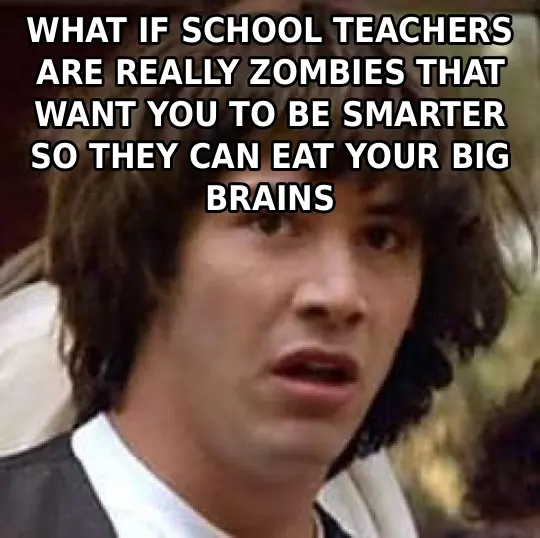 WHAT IF SCHOOL TEACHERS
ARE REALLY ZOMBIES THAT
WANT YOU TO BE SMARTER
SO THEY CAN EAT YOUR BIG
BRAINS